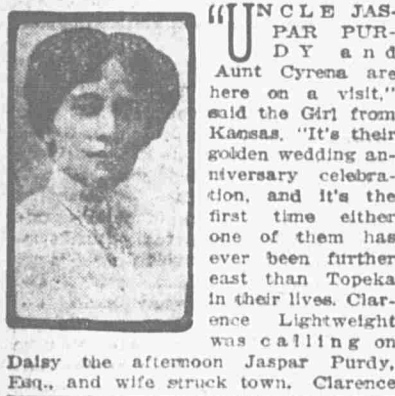 "UNCLE JAS-
PAR PUR-
DY and
Aunt Cyrena are
here on a visit,"
said the Girl from
Kansas. "It's their
golden wedding an-
niversary celebra-
tion, and it's the
first time either
one of them has
ever been further
east than Topeka
in their lives. Clar-
ence Lightweight
was calling on
Daisy the afternoon Jaspar Purdy,
Esq., and wife struck town. Clarence